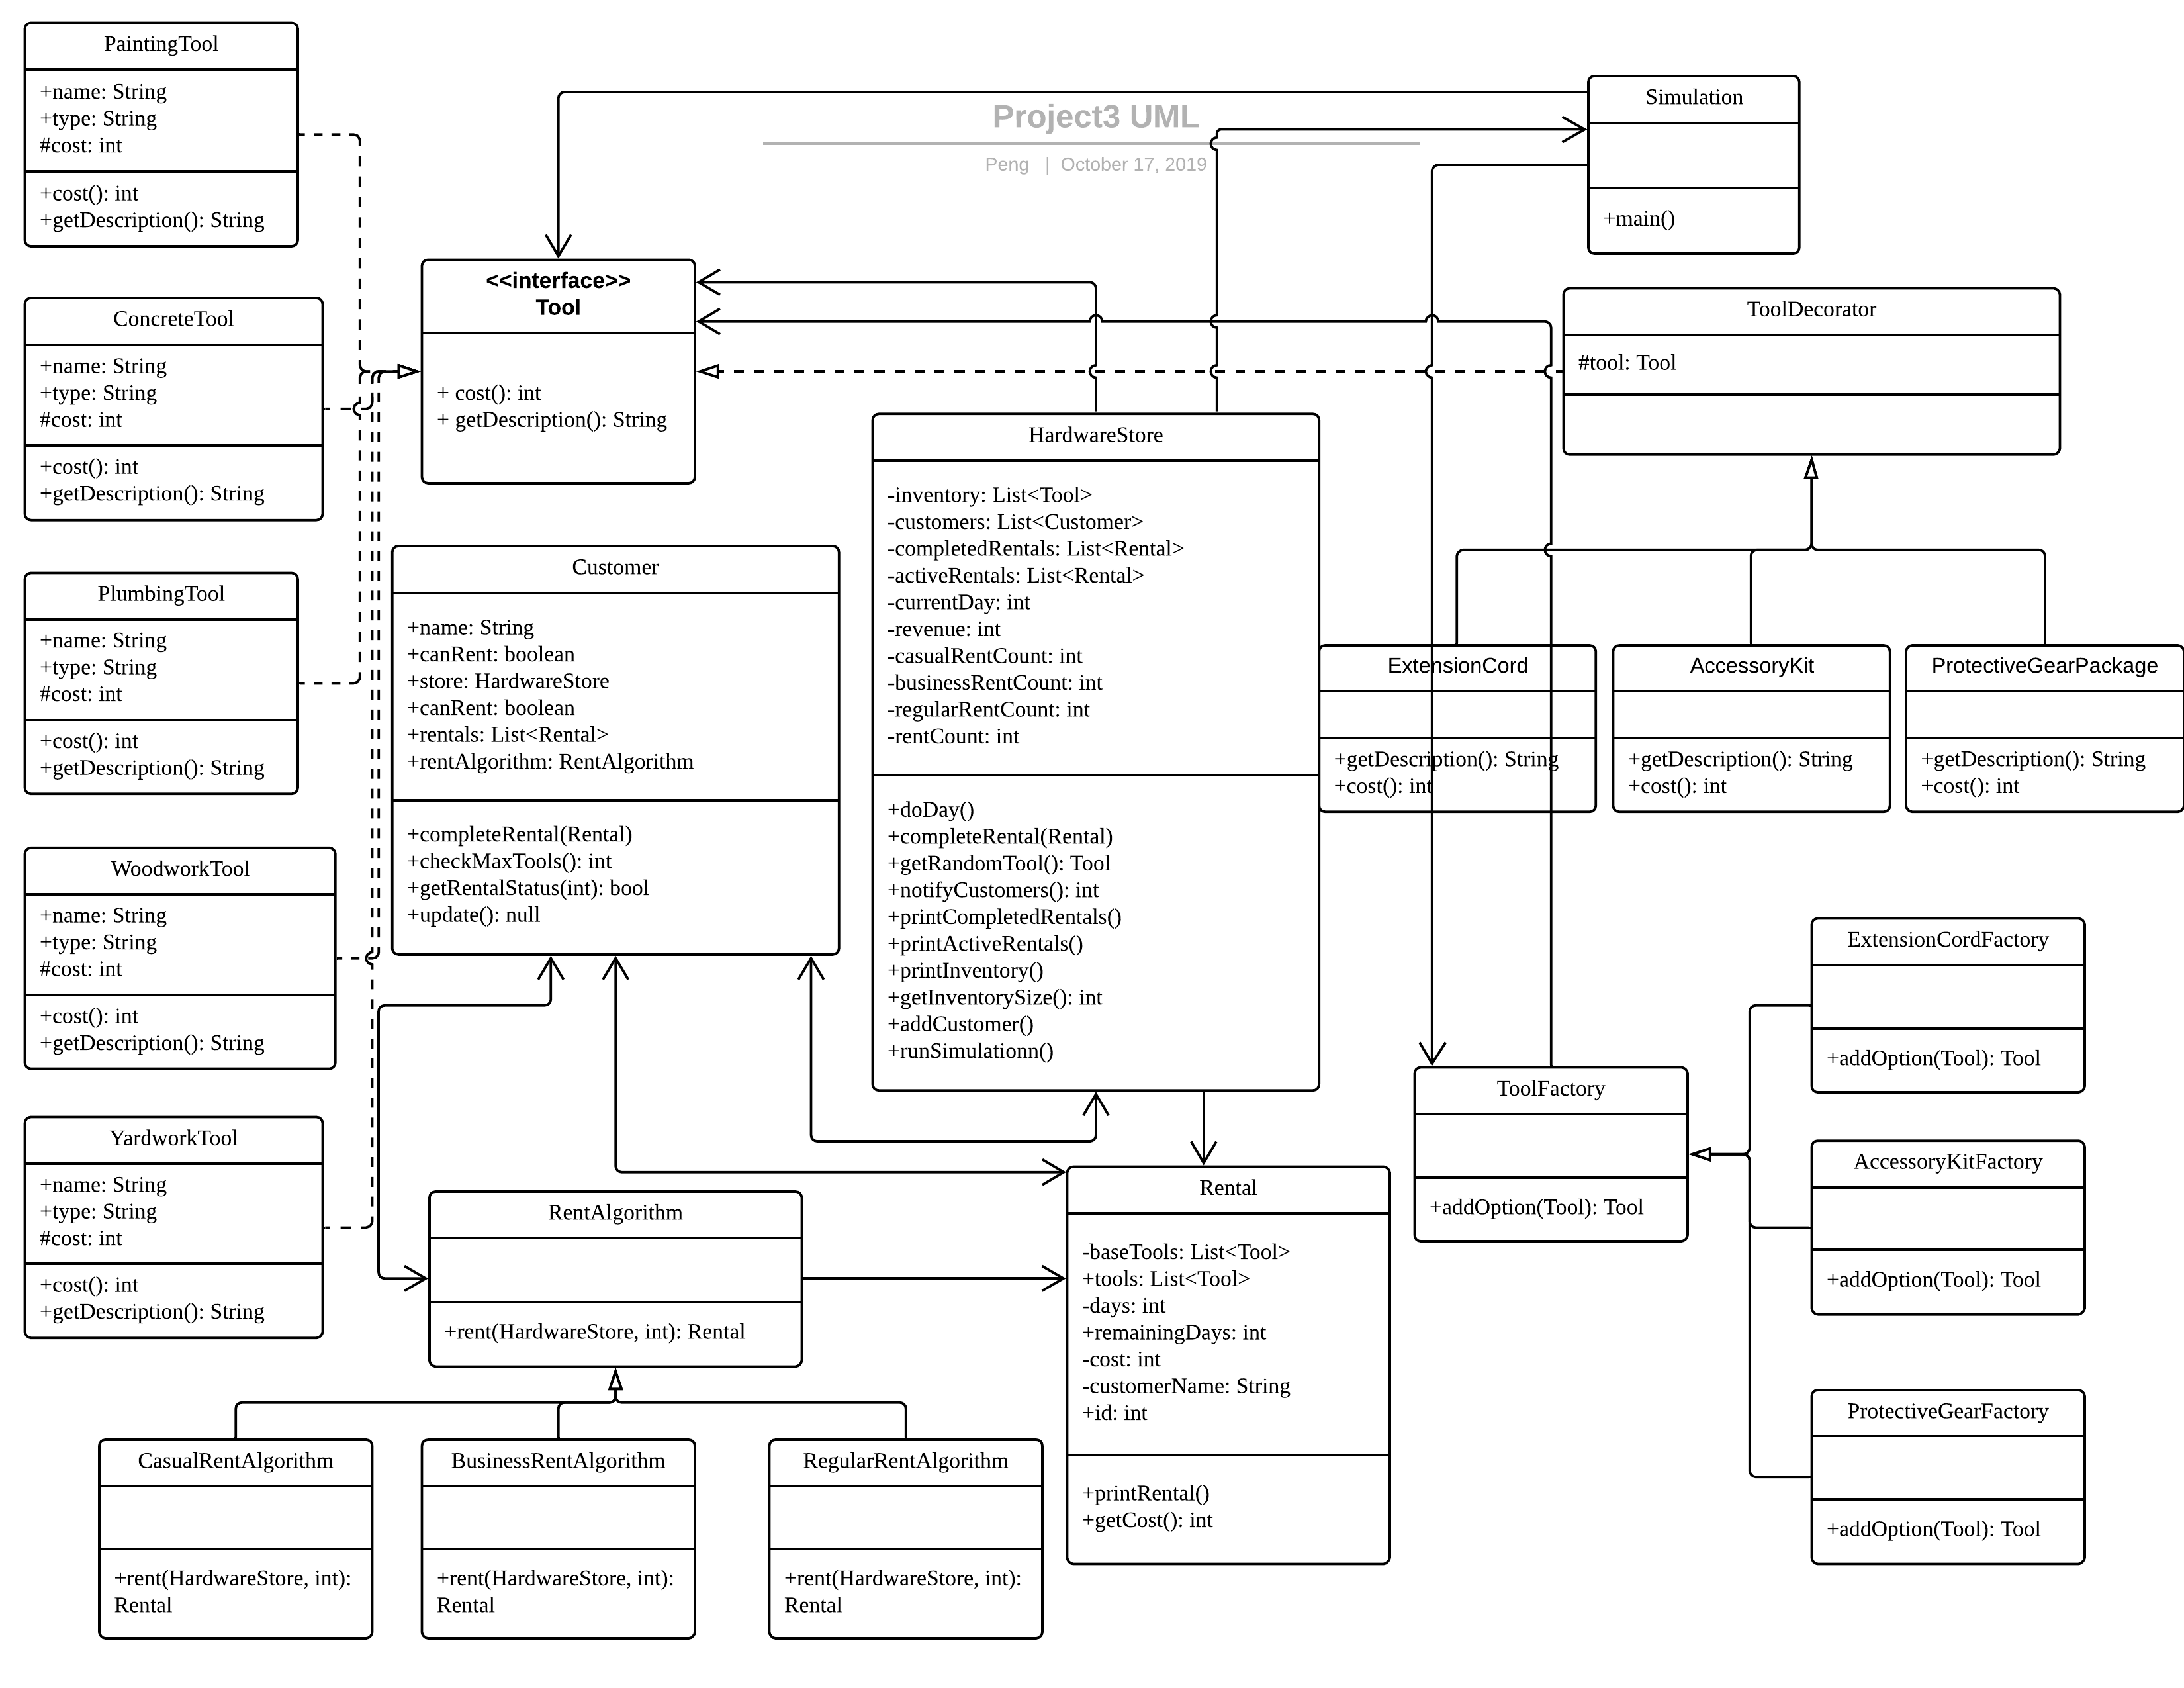 Project3 UML
Peng | October 17, 2019
PaintingTool
+name: String
+type: String
#cost: int
+cost(): int
+getDescription(): String
ConcreteTool
+name: String
+type: String
#cost: int
+cost(): int
+getDescription(): String
PlumbingTool
+name: String
+type: String
#cost: int
+cost(): int
+getDescription(): String
WoodworkTool
+name: String
+type: String
#cost: int
+cost(): int
+getDescription(): String
YardworkTool
+name: String
+type: String
#cost: int
+cost(): int
+getDescription(): String
<<interface>>
Tool
+ cost(): int
+ getDescription(): String
Customer
+name: String
+canRent: boolean
+store: HardwareStore
+canRent: boolean
+rentals: List<Rental>
+rentAlgorithm: RentAlgorithm
+completeRental(Rental)
+checkMaxTools(): int
+getRentalStatus(int): bool
+update(): null
HardwareStore
-inventory: List<Tool>
-customers: List<Customer>
-completedRentals: List<Rental>
-activeRentals: List<Rental>
-currentDay: int
-revenue: int
-casualRentCount: int
-businessRentCount: int
-regularRentCount: int
-rentCount: int
+doDay()
+completeRental(Rental)
+getRandomTool(): Tool
+notifyCustomers(): int
+printCompletedRentals()
+printActiveRentals()
+printInventory()
+getInventorySize(): int
+addCustomer()
+runSimulationn()
Simulation
+main()
ToolDecorator
#tool: Tool
ExtensionCord
+getDescription(): String
+cost(): int
AccessoryKit
+getDescription(): String
+cost(): int
ProtectiveGearPackage
+getDescription(): String
+cost(): int
ToolFactory
+addOption(Tool): Tool
ExtensionCordFactory
+addOption(Tool): Tool
AccessoryKitFactory
+addOption(Tool): Tool
ProtectiveGearFactory
+addOption(Tool): Tool
RentAlgorithm
+rent(HardwareStore, int): Rental
Rental
-baseTools: List<Tool>
+tools: List<Tool>
-days: int
+remainingDays: int
-cost: int
-customerName: String
+id: int
+printRental()
+getCost(): int
CasualRentAlgorithm
+rent(HardwareStore, int):
Rental
BusinessRentAlgorithm
+rent(HardwareStore, int):
Rental
RegularRentAlgorithm
+rent(HardwareStore, int):
Rental